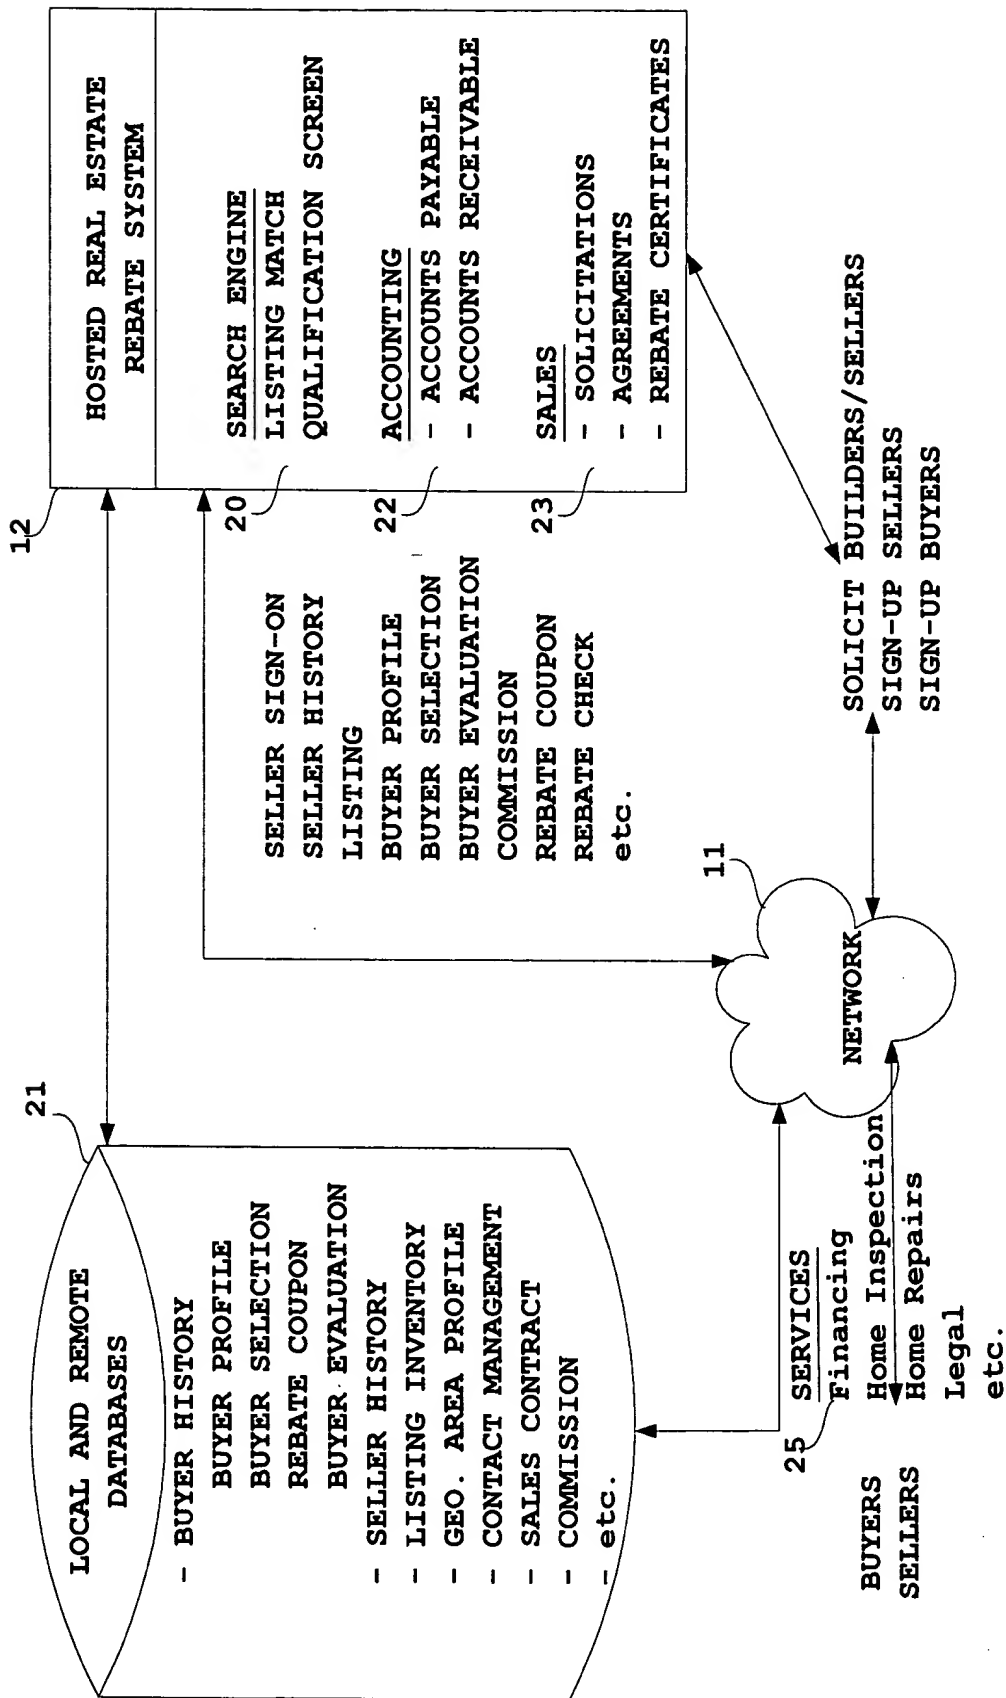 LOCAL AND REMOTE
DATABASES
21
- BUYER HISTORY
BUYER PROFILE
BUYER SELECTION
REBATE COUPON
BUYER EVALUATION
- SELLER HISTORY
- LISTING INVENTORY
- GEO. AREA PROFILE
- CONTACT MANAGEMENT
- SALES CONTRACT
- COMMISSION
- etc.
12
HOSTED REAL ESTATE
REBATE SYSTEM
20
SEARCH ENGINE
LISTING MATCH
QUALIFICATION SCREEN
22
ACCOUNTING
- ACCOUNTS PAYABLE
- ACCOUNTS RECEIVABLE
23
SALES
- SOLICITATIONS
- AGREEMENTS
- REBATE CERTIFICATES
SELLER SIGN-ON
SELLER HISTORY
LISTING
BUYER PROFILE
BUYER SELECTION
BUYER EVALUATION
COMMISSION
REBATE COUPON
REBATE CHECK
etc.
11
NETWORK
SOLICIT BUILDERS/SELLERS
SIGN-UP SELLERS
SIGN-UP BUYERS
25
SERVICES
Financing
Home Inspection
Home Repairs
Legal
etc.
BUYERS
SELLERS